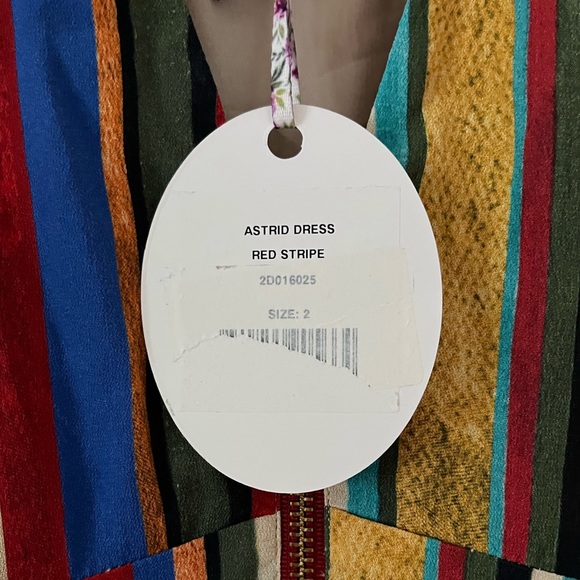 ASTRID DRESS
RED STRIPE
2D016025
SIZE: 2